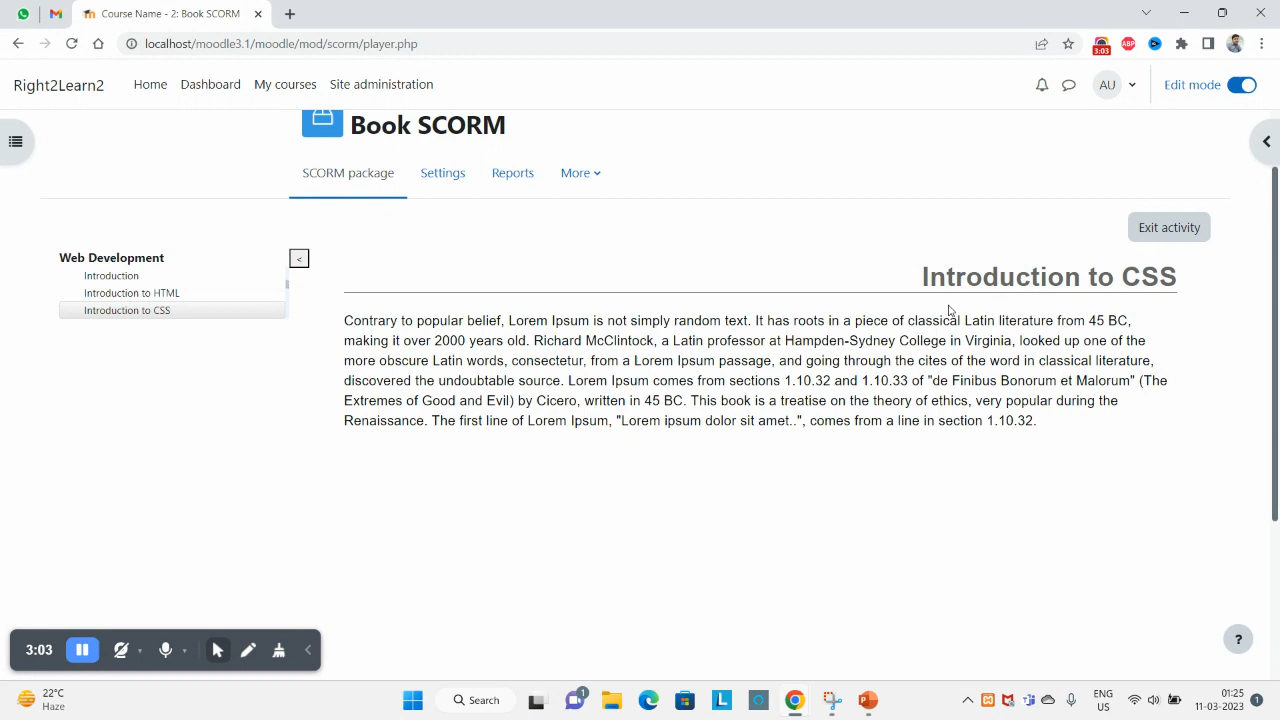 Course Name - 2: Book SCORM
localhost/moodle3.1/moodle/mod/scorm/player.php
3:03
ABP
Right2Learn2
Home
Dashboard
My courses
Site administration
AU
Edit mode
Book SCORM
SCORM package
Settings
Reports
More
Exit activity
Web Development
Introduction
Introduction to HTML
Introduction to CSS
<
Introduction to CSS
Contrary to popular belief, Lorem Ipsum is not simply random text. It has roots in a piece of classical Latin literature from 45 BC,
making it over 2000 years old. Richard McClintock, a Latin professor at Hampden-Sydney College in Virginia, looked up one of the
more obscure Latin words, consectetur, from a Lorem Ipsum passage, and going through the cites of the word in classical literature,
discovered the undoubtable source. Lorem Ipsum comes from sections 1.10.32 and 1.10.33 of "de Finibus Bonorum et Malorum" (The
Extremes of Good and Evil) by Cicero, written in 45 BC. This book is a treatise on the theory of ethics, very popular during the
Renaissance. The first line of Lorem Ipsum, "Lorem ipsum dolor sit amet..", comes from a line in section 1.10.32.
3:03
?
22°C
Haze
Search
1
L
ENG
US
01:25
11-03-2023
1